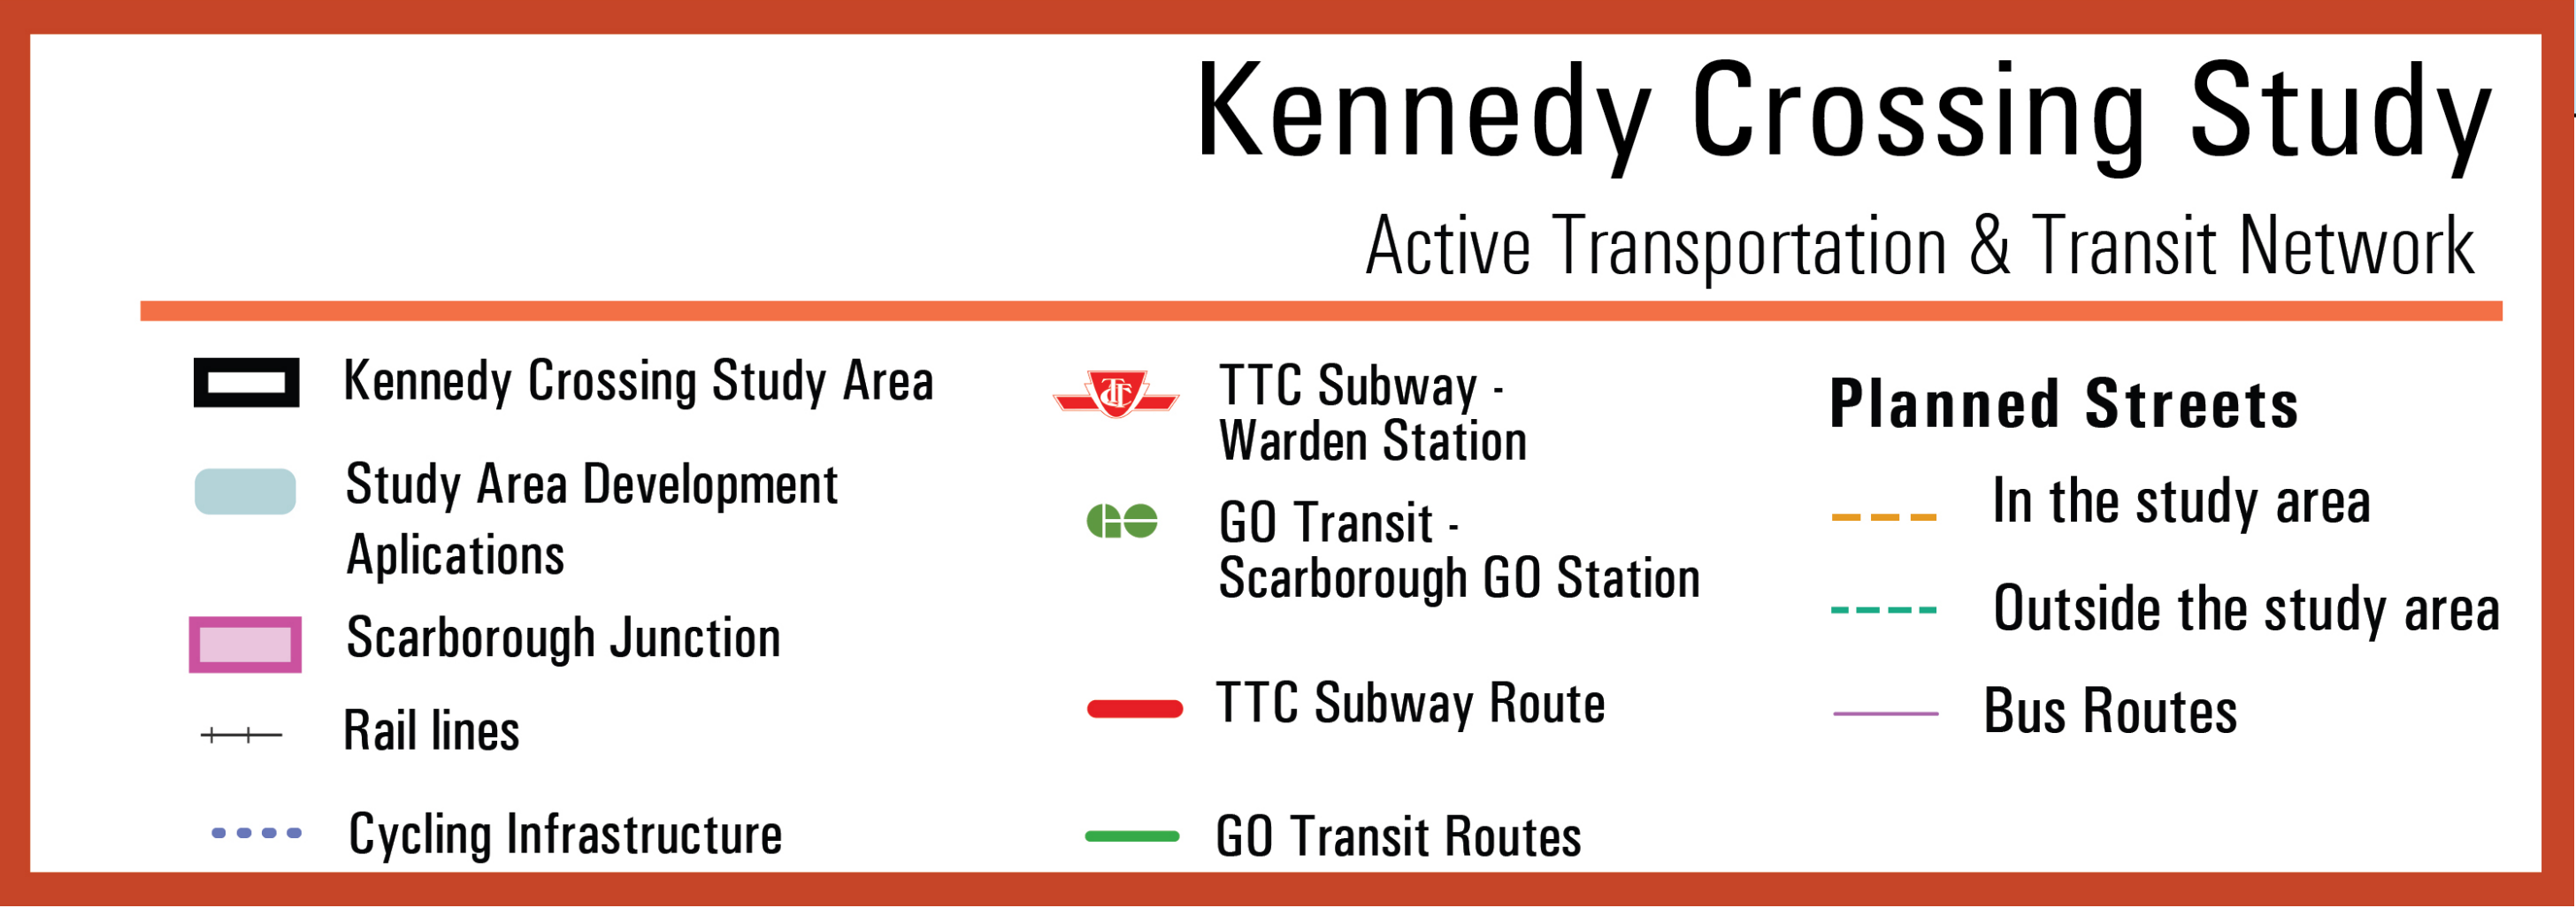 Kennedy Crossing Study
Active Transportation & Transit Network
Kennedy Crossing Study Area
Study Area Development
Aplications
Scarborough Junction
Rail lines
Cycling Infrastructure
TTC
TTC Subway -
Warden Station
GO
GO Transit -
Scarborough GO Station
TTC Subway Route
GO Transit Routes
Planned Streets
In the study area
Outside the study area
Bus Routes